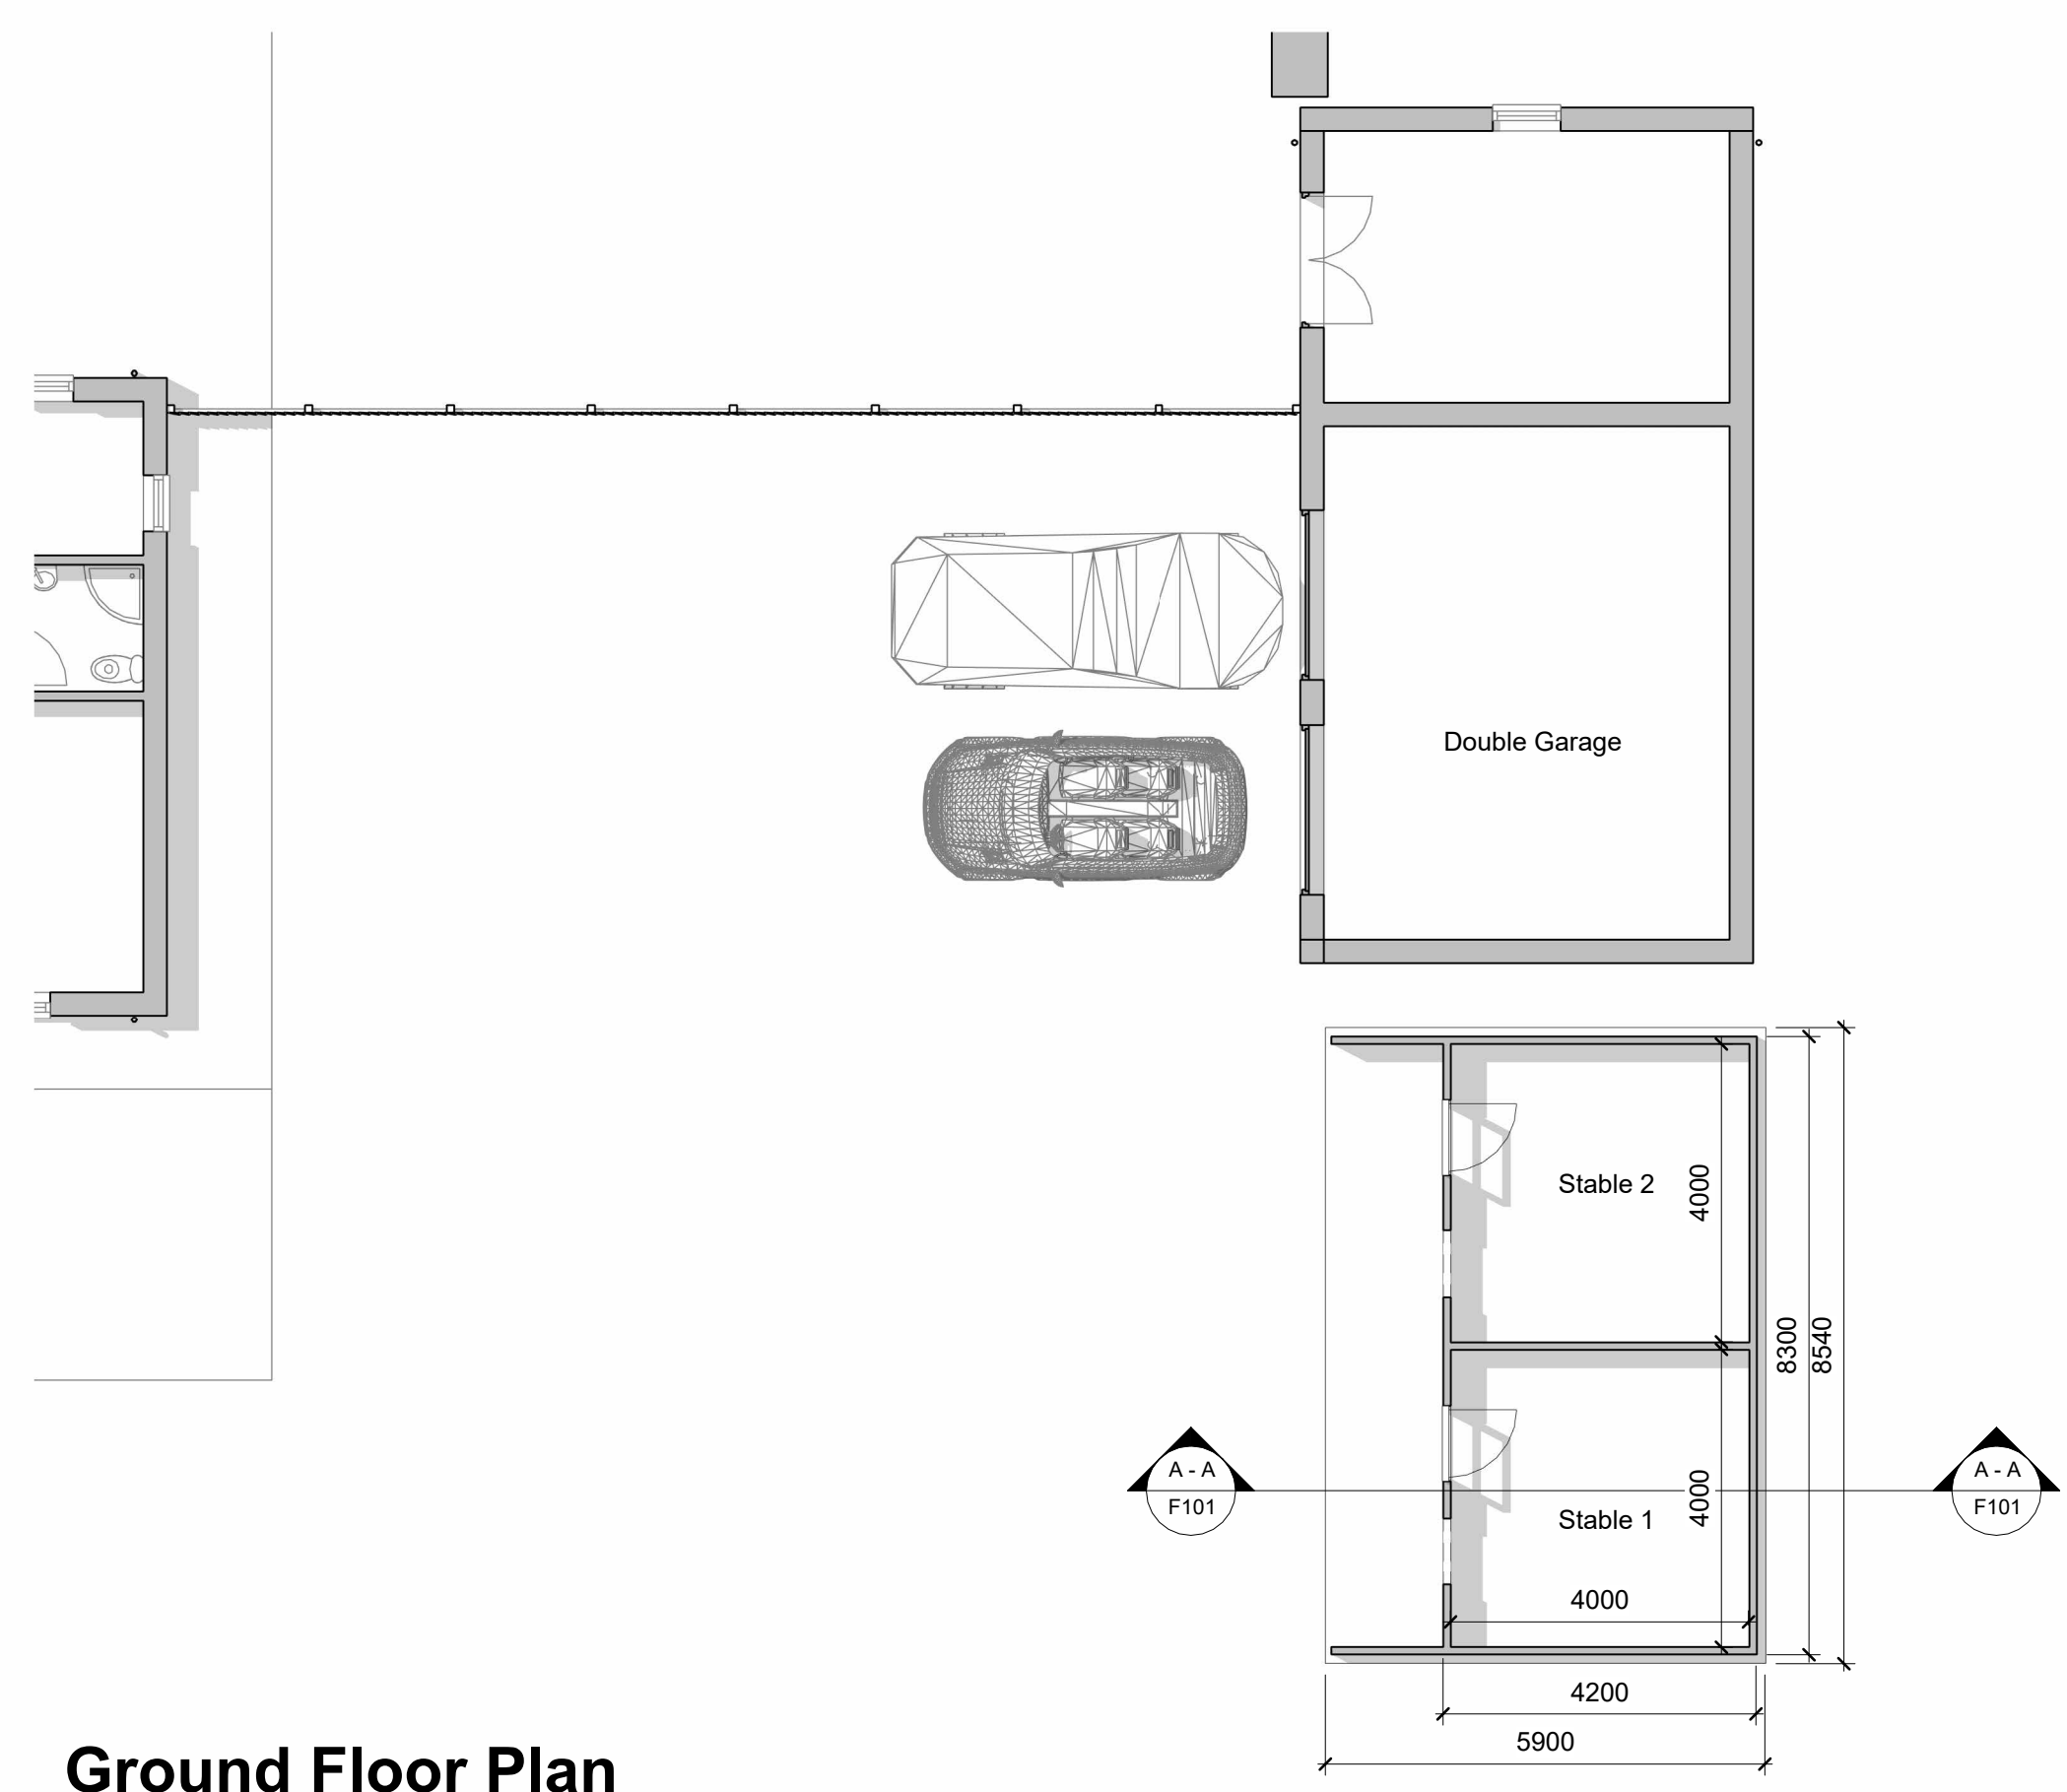 Double Garage
Stable 2
4000
8300
8540
A - A
F101
4000
A - A
F101
Stable 1
4000
4200
5900
Ground Floor Plan